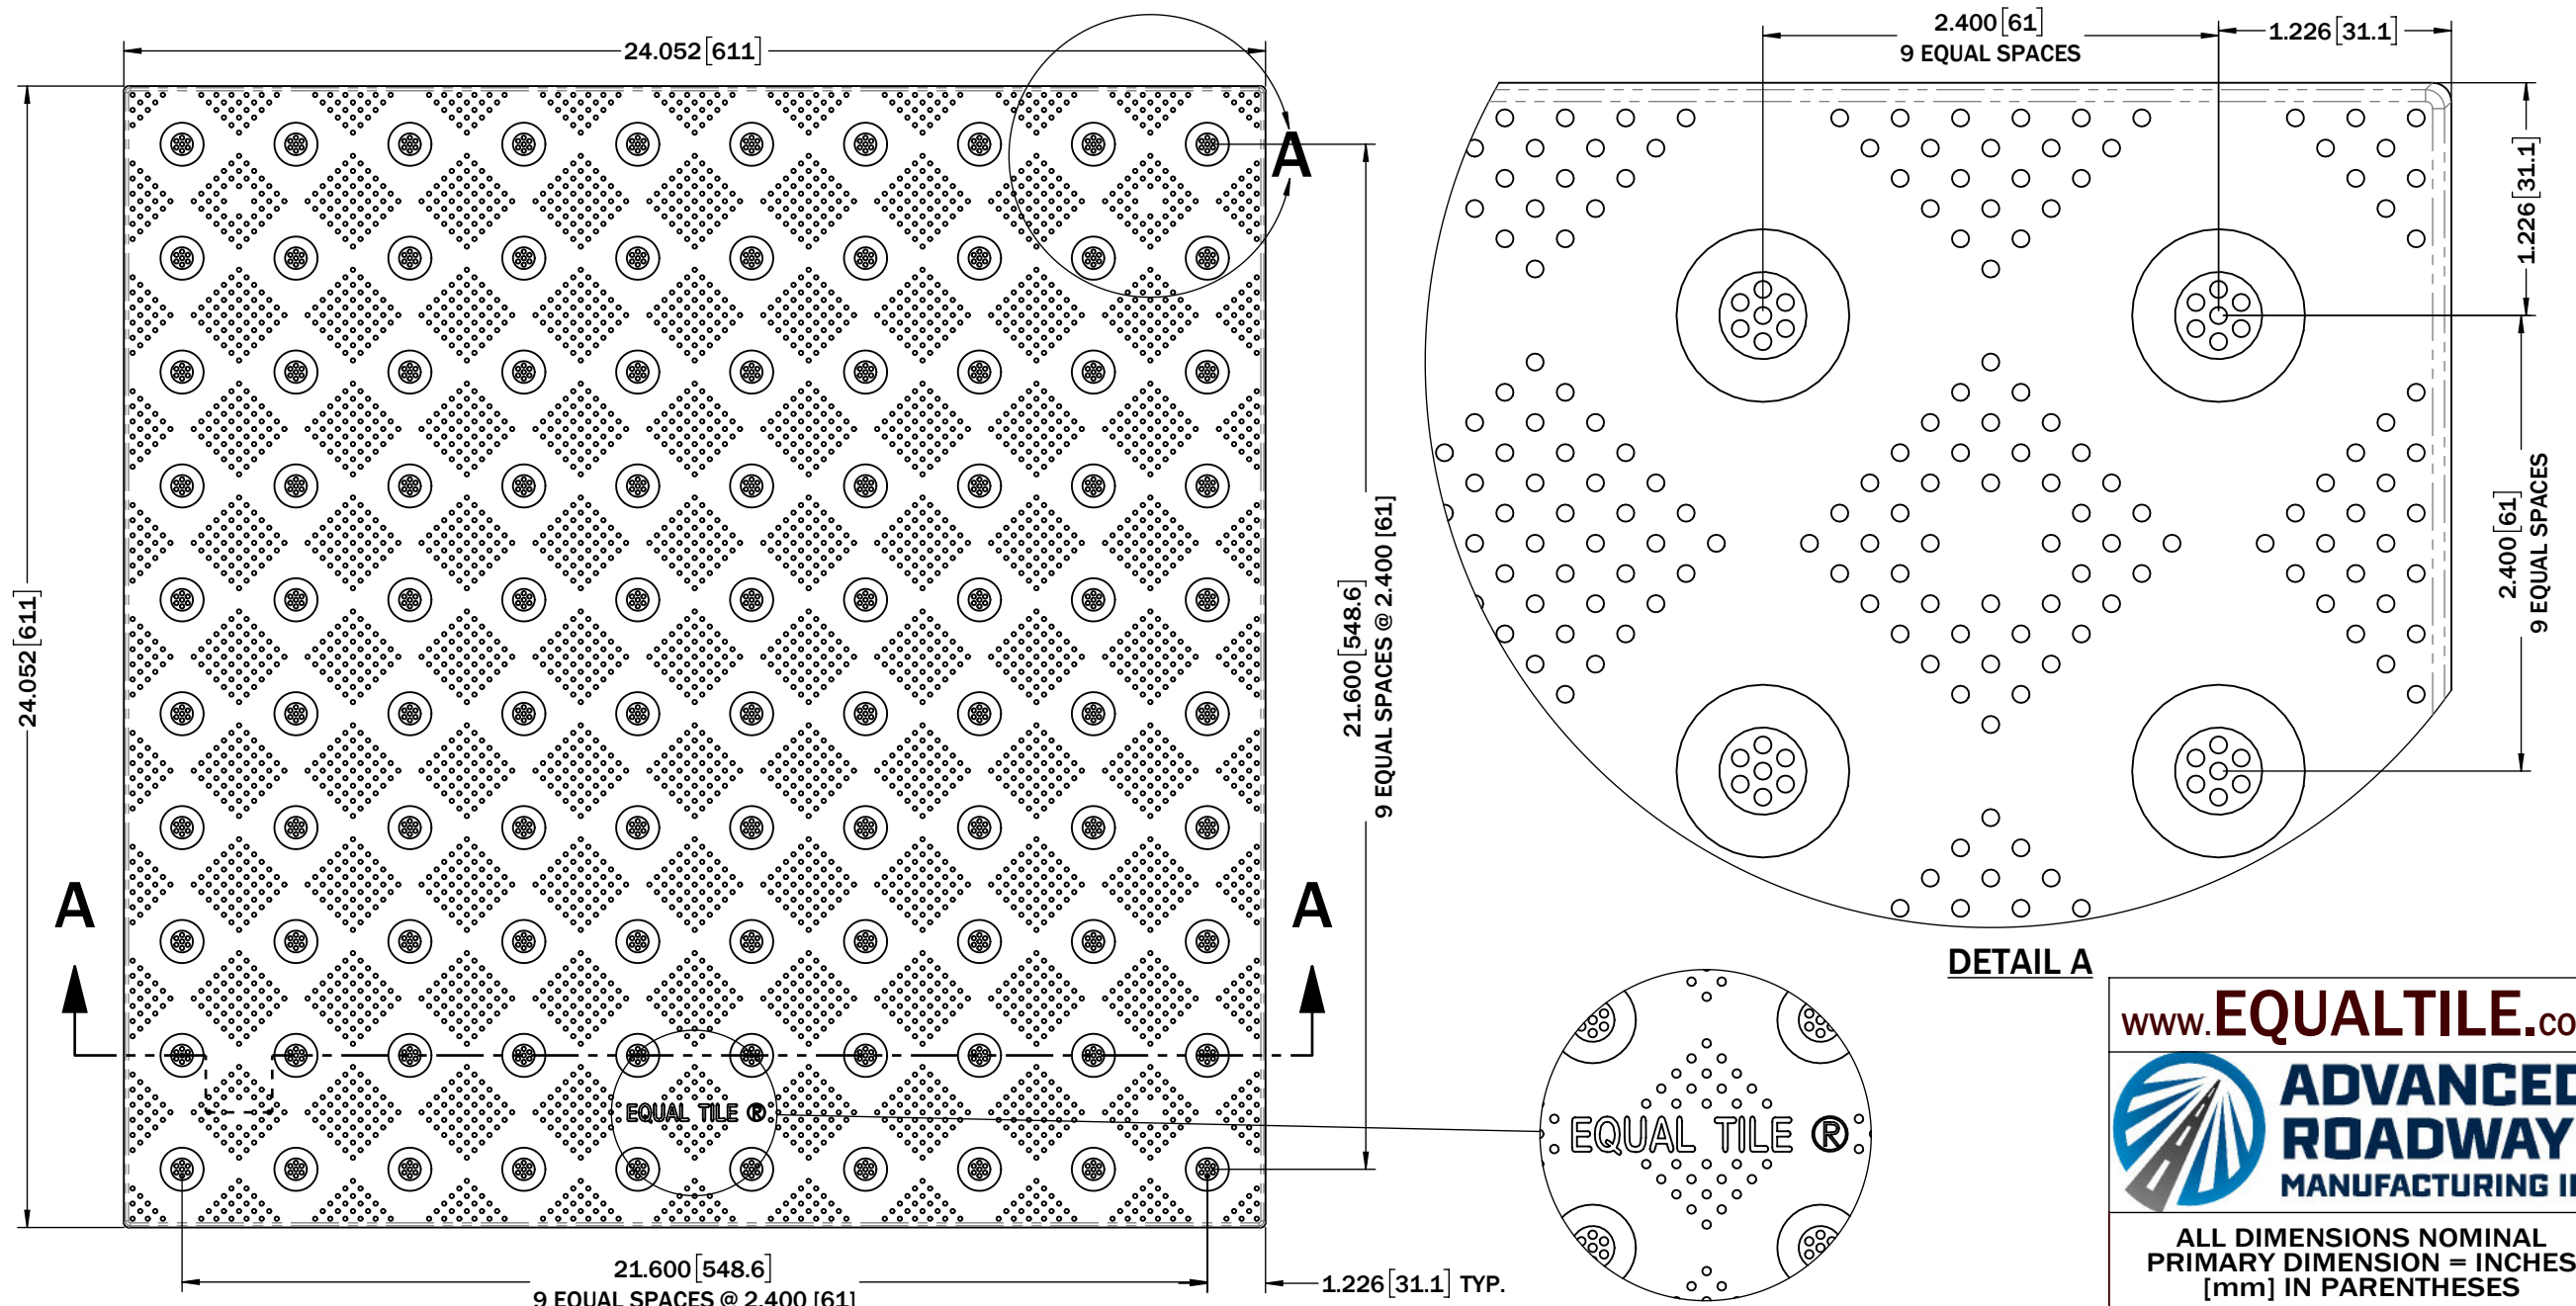 24.052[611]
24.052[611]
A
21.600[548.6]
9 EQUAL SPACES @ 2.400 [61]
A
A
EQUAL TILE ®
21.600[548.6]
9 EQUAL SPACES @ 2.400 [61]
1.226[31.1] TYP.
2.400[61]
9 EQUAL SPACES
1.226[31.1]
1.226[31.1]
2.400[61]
9 EQUAL SPACES
DETAIL A
EQUAL TILE ®
www.EQUALTILE.co
ADVANCED
ROADWAY
MANUFACTURING I
ALL DIMENSIONS NOMINAL
PRIMARY DIMENSION = INCHES
[mm] IN PARENTHESES